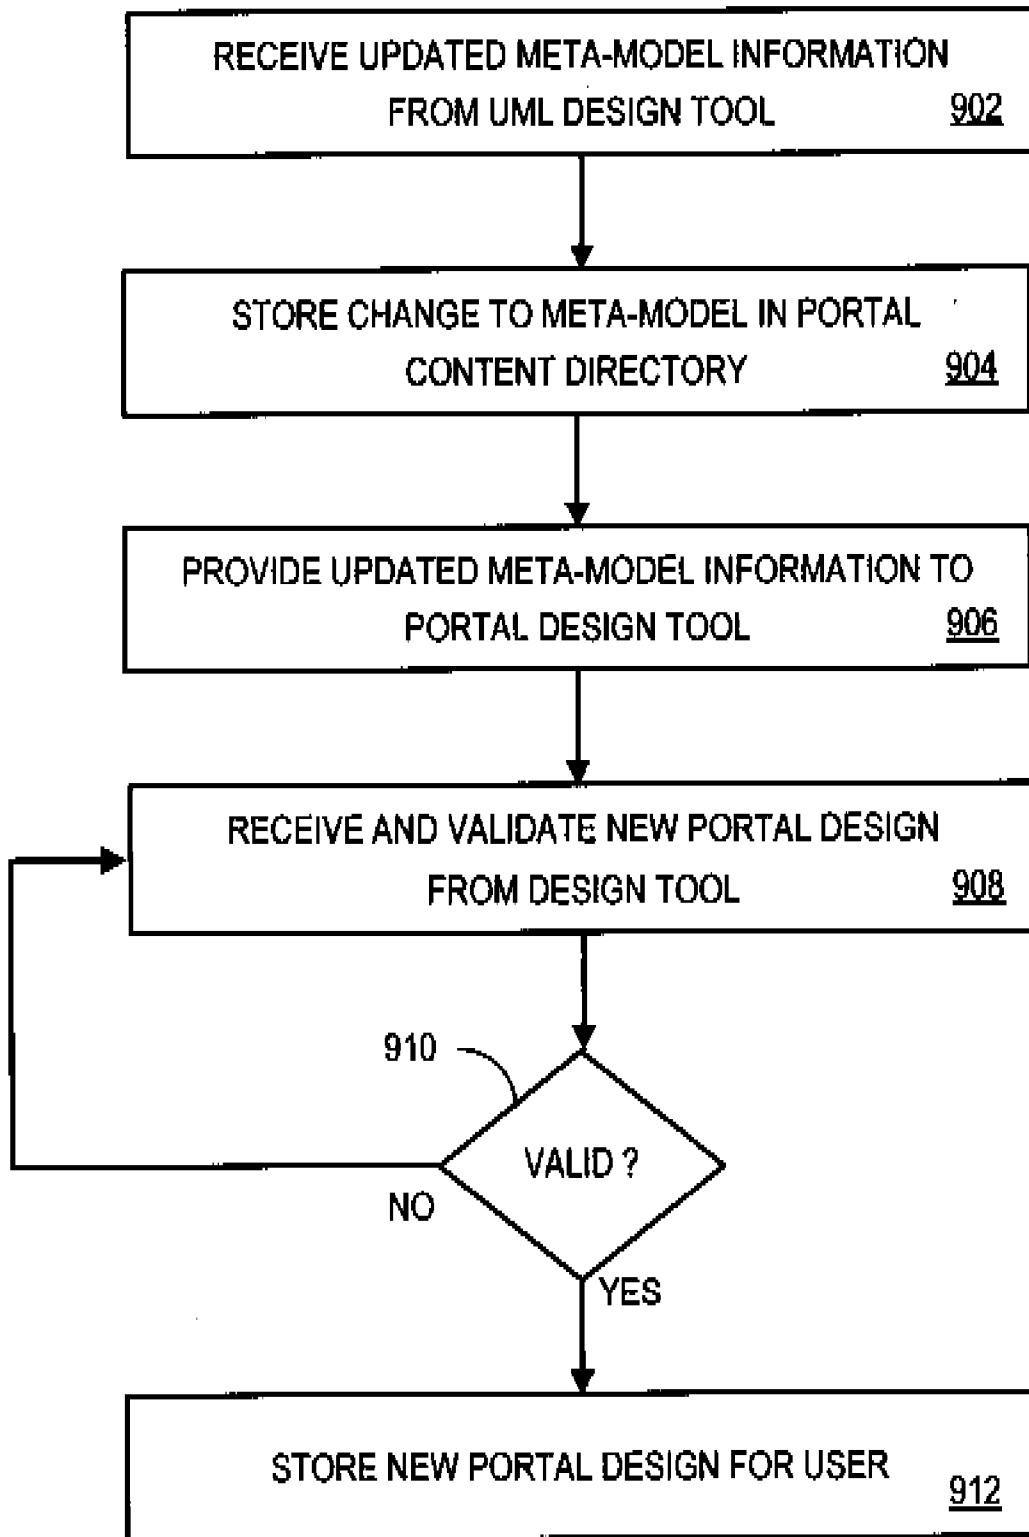 RECEIVE UPDATED META-MODEL INFORMATION
FROM UML DESIGN TOOL
902
STORE CHANGE TO META-MODEL IN PORTAL
CONTENT DIRECTORY
904
PROVIDE UPDATED META-MODEL INFORMATION TO
PORTAL DESIGN TOOL
906
RECEIVE AND VALIDATE NEW PORTAL DESIGN
FROM DESIGN TOOL
908
910
VALID ?
NO
YES
STORE NEW PORTAL DESIGN FOR USER
912